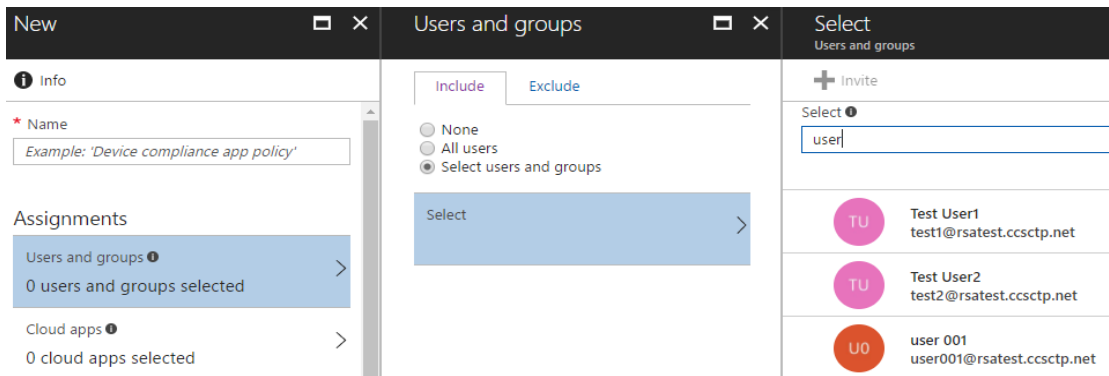 New
Info
* Name
Example: 'Device compliance app policy'
Assignments
Users and groups
0 users and groups selected
Cloud apps
0 cloud apps selected
Users and groups
Include Exclude
None
All users
Select users and groups
Select
Select
Users and groups
Invite
Select
user
TU
Test User1
test1@rsatest.ccsctp.net
TU
Test User2
test2@rsatest.ccsctp.net
U0
user 001
user001@rsatest.ccsctp.net